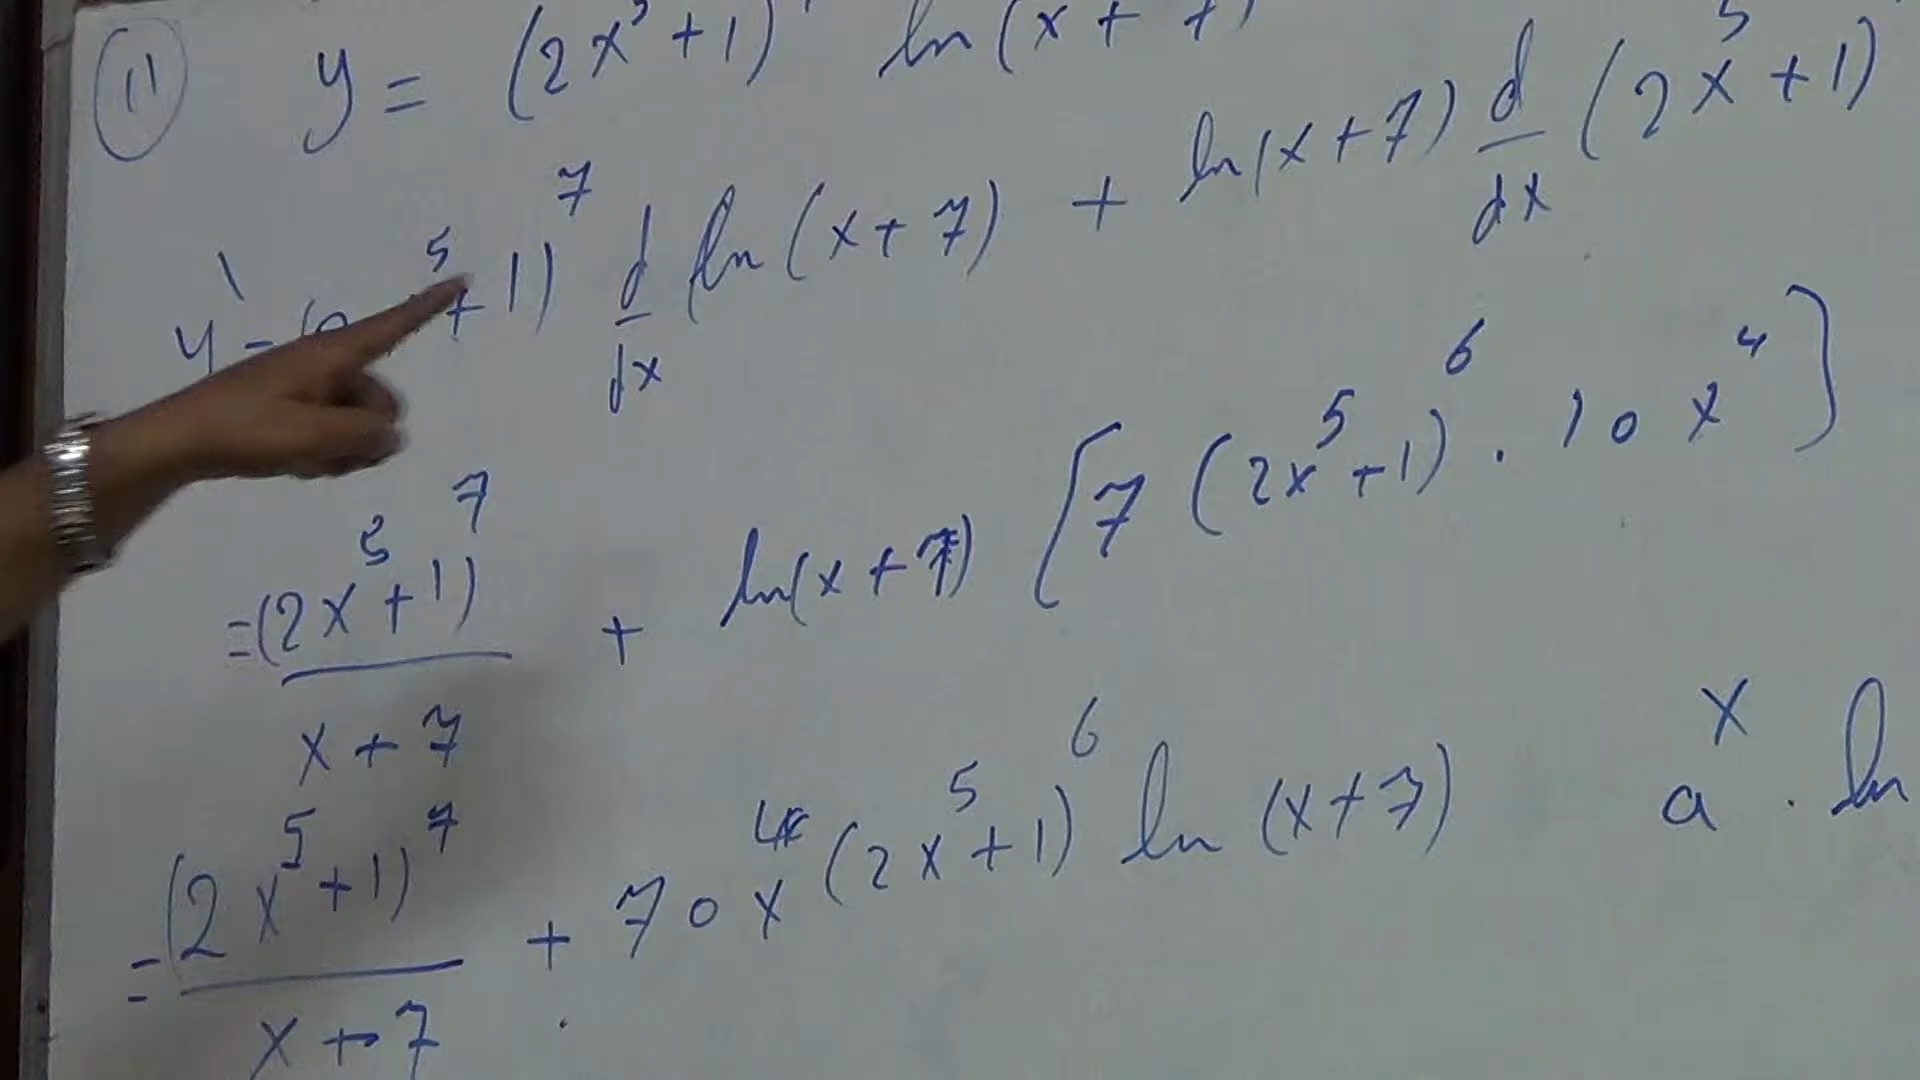 (11) y = (2x⁵+1)⁷ ln(x+7)
y' = (2x⁵+1)⁷ d/dx ln(x+7) + ln(x+7) d/dx (2x⁵+1)
= (2x⁵+1)⁷/(x+7) + ln(x+7) [7(2x⁵+1)⁶ . 10x⁴]
= (2x⁵+1)⁷/(x+7) + 70x⁴(2x⁵+1)⁶ ln(x+7)
aˣ . ln